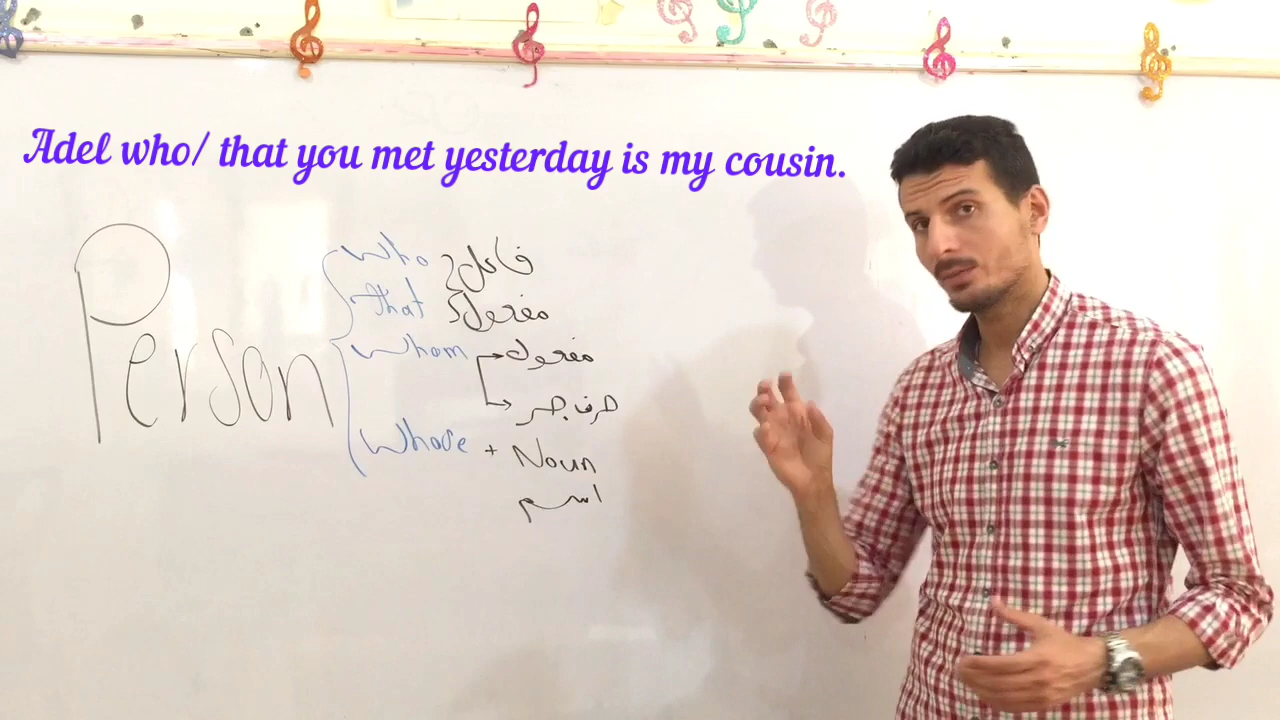 Adel who/ that you met yesterday is my cousin.
Person
who فاعل
that مفعول
whom مفعول
حرف جر
Whose + Noun
اسم